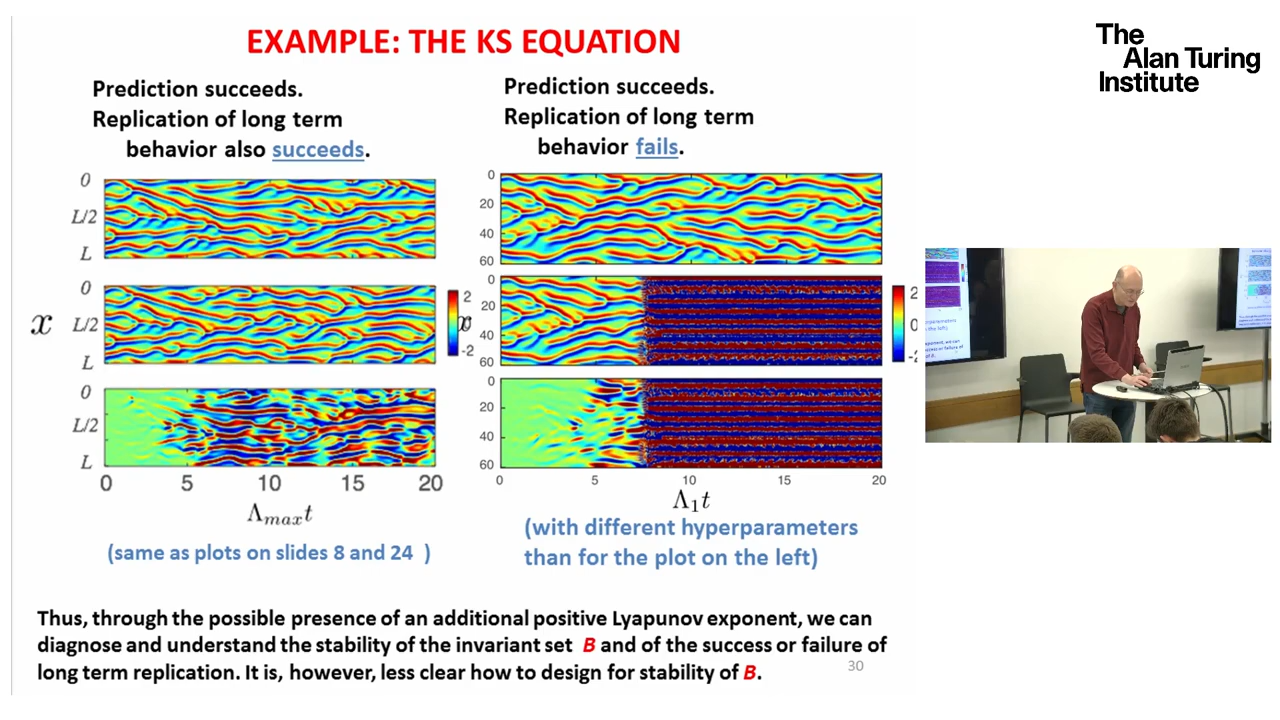 EXAMPLE: THE KS EQUATION
Prediction succeeds.
Replication of long term
behavior also succeeds.
Prediction succeeds.
Replication of long term
behavior fails.
0
L/2
L
0
L/2
L
0
L/2
L
x
0 5 10 15 20
Λmaxt
2
-2
0
20
40
60
0
20
40
60
0
20
40
60
0 5 10 15 20
Λ1t
2
0
(same as plots on slides 8 and 24 )
(with different hyperparameters
than for the plot on the left)
Thus, through the possible presence of an additional positive Lyapunov exponent, we can
diagnose and understand the stability of the invariant set B and of the success or failure of
long term replication. It is, however, less clear how to design for stability of B.
30
The
Alan Turing
Institute